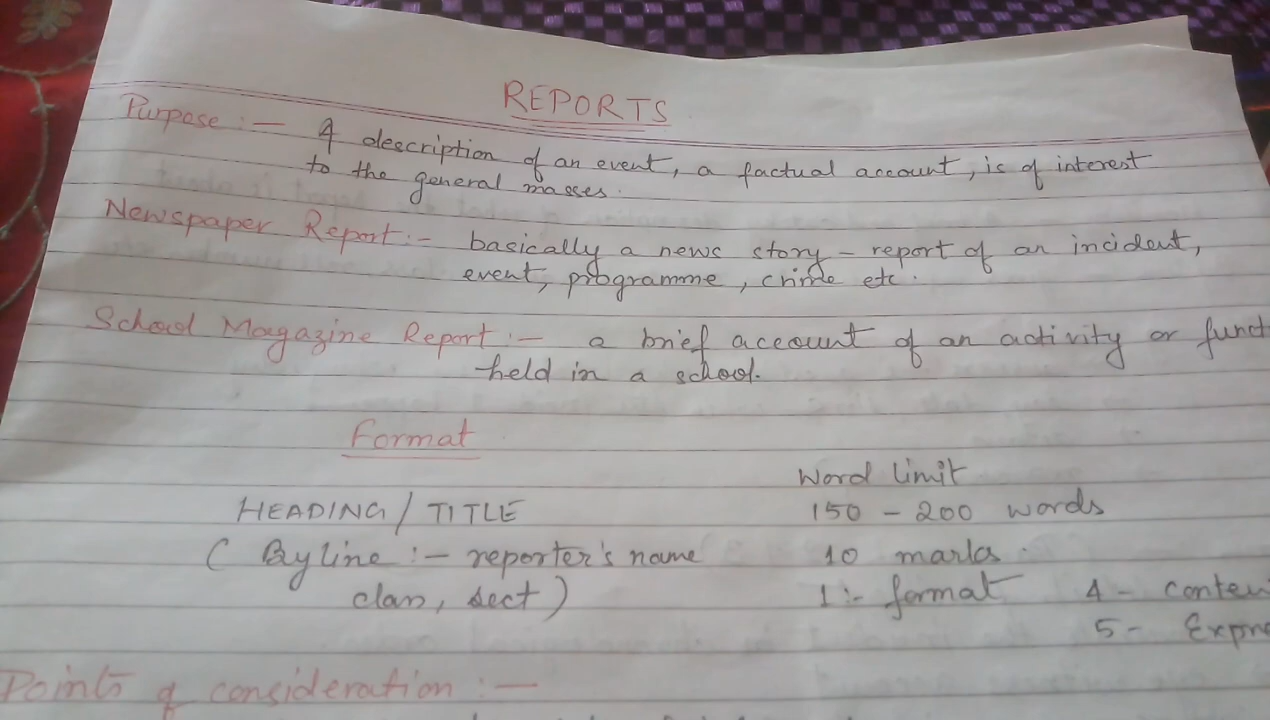 REPORTS
Purpose :— A description of an event, a factual account, is of interest
to the general masses.
Newspaper Report :- basically a news story - report of an incident,
event, programme, crime etc.
School Magazine Report :— a brief account of an activity or funct
held in a school.
Format
Word limit
HEADING / TITLE 150 - 200 words
( By line :- reporter's name 10 marks.
class, sect ) 1 :- format 4 - conten
5 - Expre
Points of consideration :—